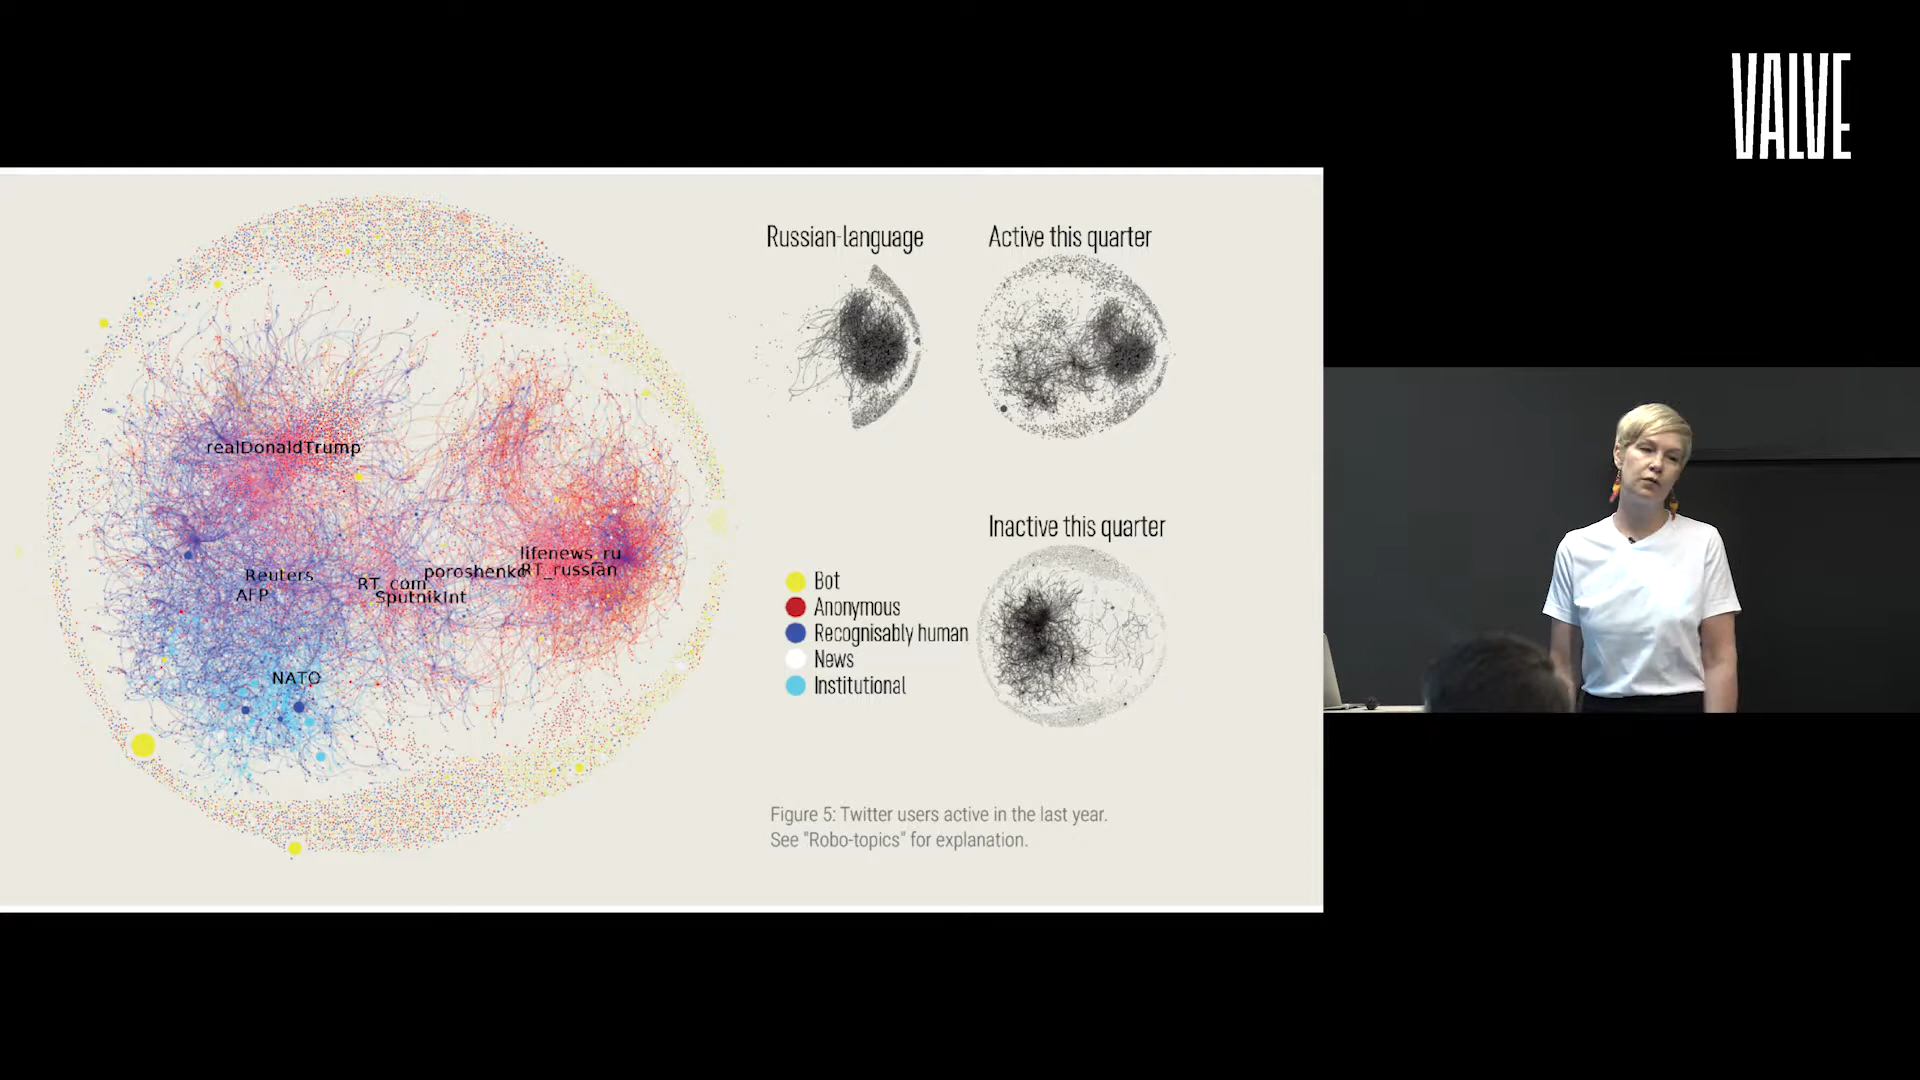 VALVE
Russian-language
Active this quarter
realDonaldTrump
lifenews_ru
RT_russian
poroshenko
Reuters
RT_com
AFP
SputnikInt
NATO
Inactive this quarter
Bot
Anonymous
Recognisably human
News
Institutional
Figure 5: Twitter users active in the last year.
See "Robo-topics" for explanation.